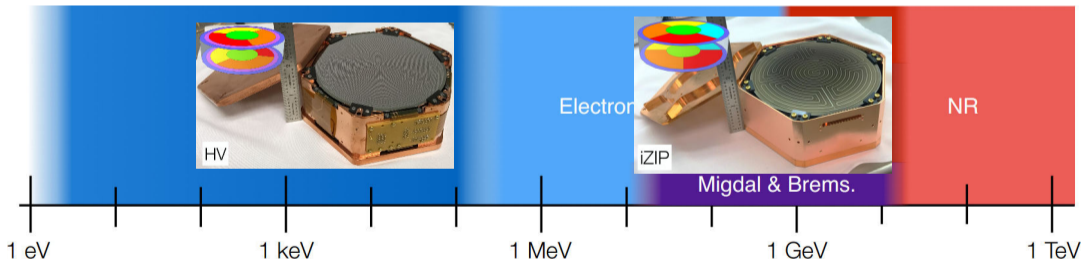 Electron
HV
iZIP
NR
Migdal & Brems.
1 eV
1 keV
1 MeV
1 GeV
1 TeV